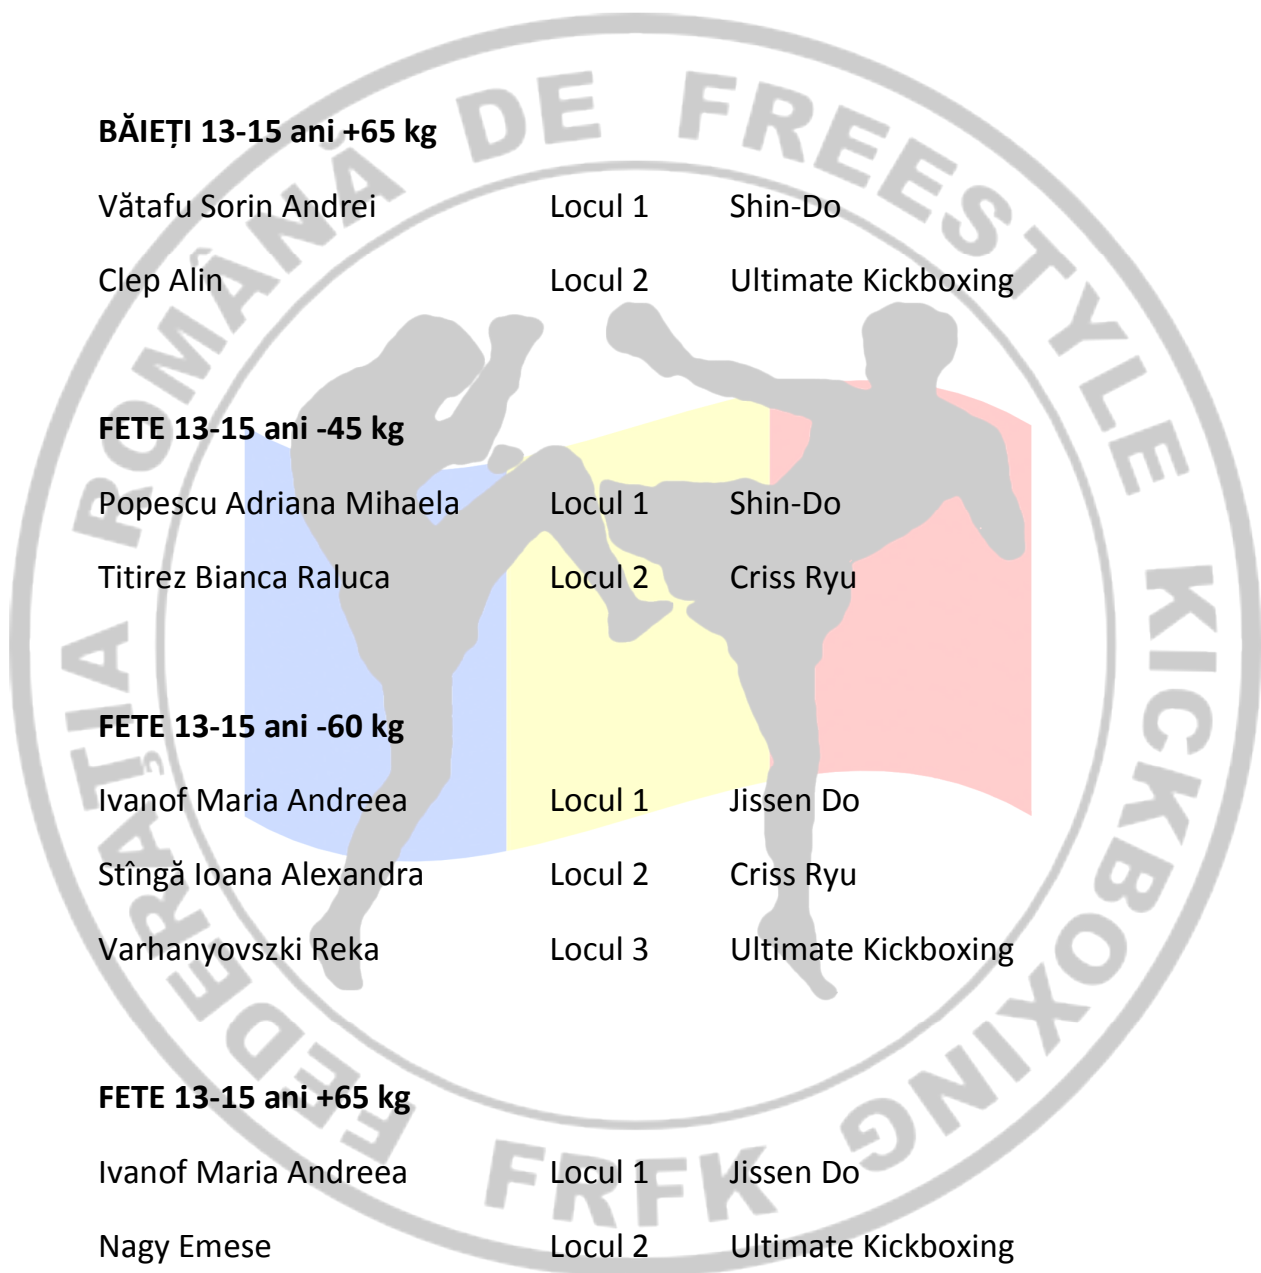 BĂIEȚI 13-15 ani +65 kg
Vătafu Sorin Andrei Locul 1 Shin-Do
Clep Alin Locul 2 Ultimate Kickboxing
FETE 13-15 ani -45 kg
Popescu Adriana Mihaela Locul 1 Shin-Do
Titirez Bianca Raluca Locul 2 Criss Ryu
FETE 13-15 ani -60 kg
Ivanof Maria Andreea Locul 1 Jissen Do
Stîngă Ioana Alexandra Locul 2 Criss Ryu
Varhanyovszki Reka Locul 3 Ultimate Kickboxing
FETE 13-15 ani +65 kg
Ivanof Maria Andreea Locul 1 Jissen Do
Nagy Emese Locul 2 Ultimate Kickboxing
FEDERAȚIA ROMÂNĂ DE FREESTYLE KICKBOXIING
FRFK